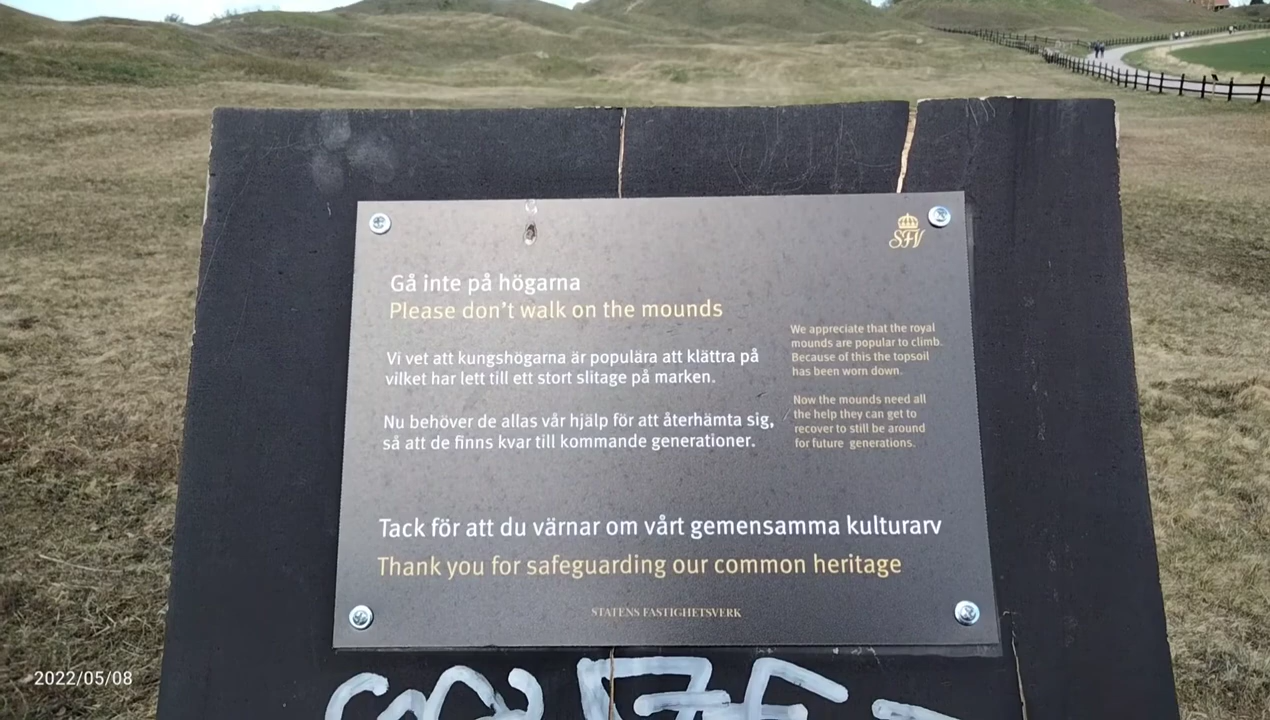 SFV
Gå inte på högarna
Please don't walk on the mounds
Vi vet att kungshögarna är populära att klättra på
vilket har lett till ett stort slitage på marken.
Nu behöver de allas vår hjälp för att återhämta sig,
så att de finns kvar till kommande generationer.
We appreciate that the royal
mounds are popular to climb.
Because of this the topsoil
has been worn down.
Now the mounds need all
the help they can get to
recover to still be around
for future generations.
Tack för att du värnar om vårt gemensamma kulturarv
Thank you for safeguarding our common heritage
STATENS FASTIGHETSVERK
2022/05/08